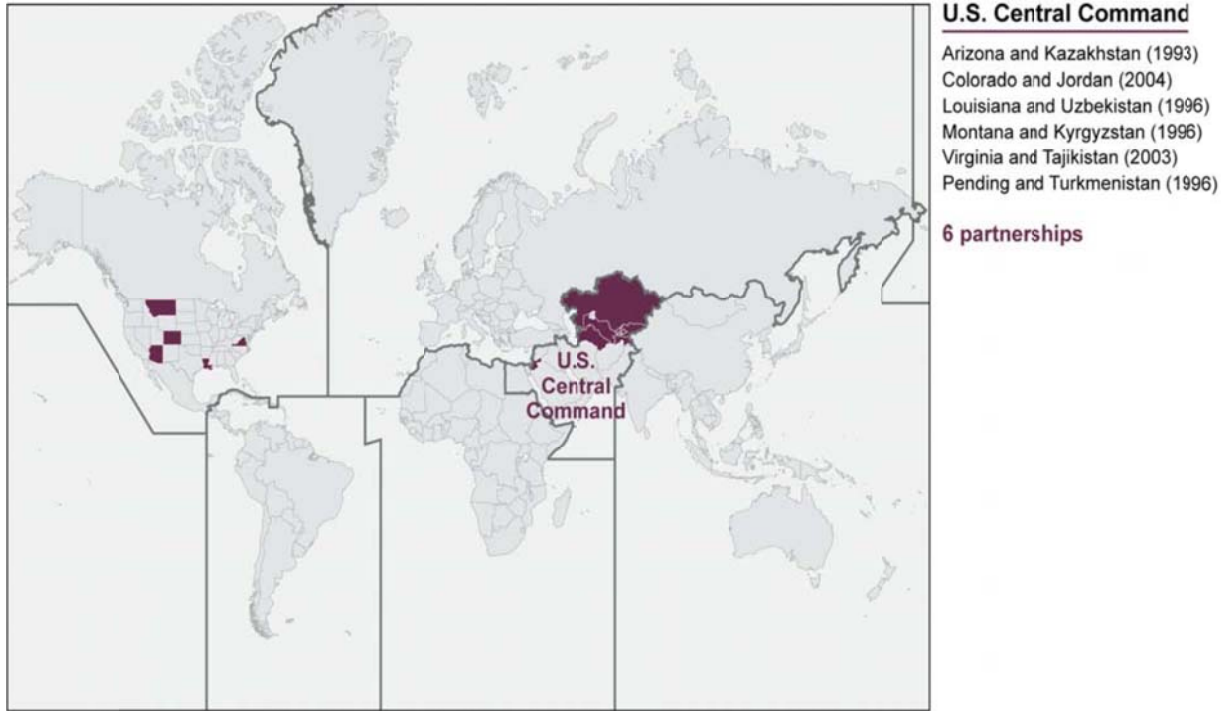 U.S. Central Command
Arizona and Kazakhstan (1993)
Colorado and Jordan (2004)
Louisiana and Uzbekistan (1996)
Montana and Kyrgyzstan (1996)
Virginia and Tajikistan (2003)
Pending and Turkmenistan (1996)
6 partnerships
U.S.
Central
Command